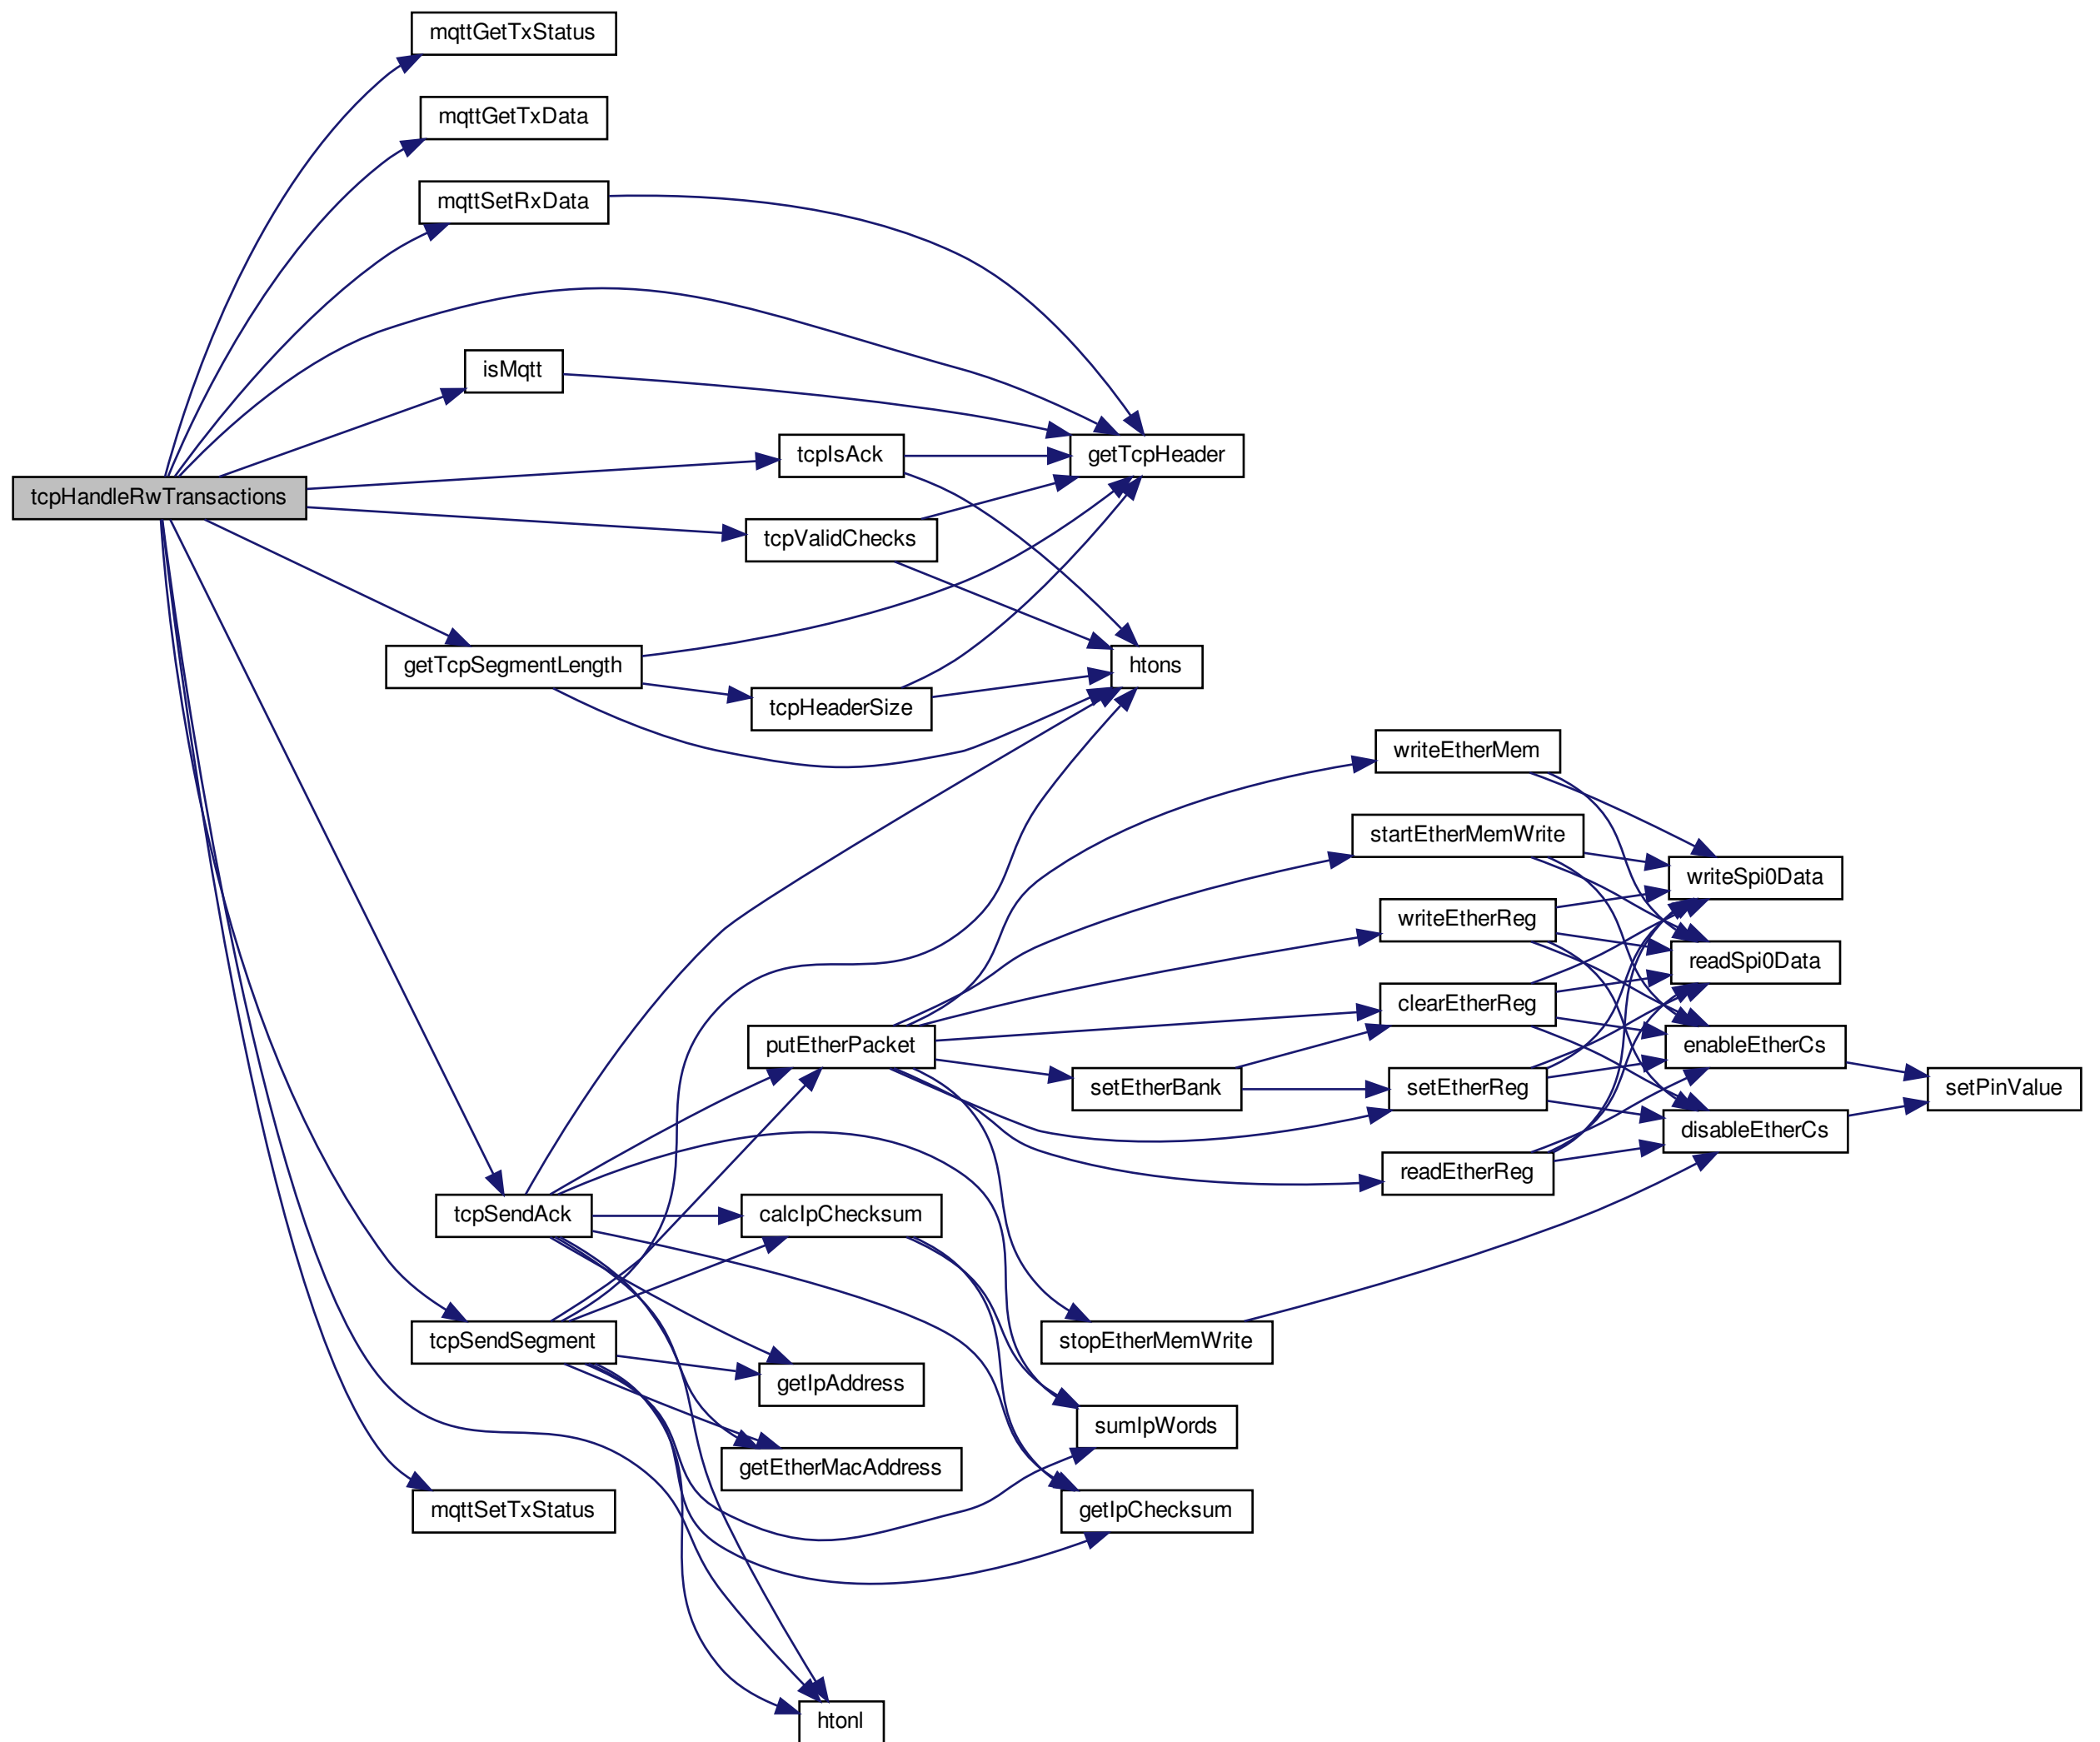 mqttGetTxStatus
mqttGetTxData
mqttSetRxData
isMqtt
tcpIsAck
getTcpHeader
tcpHandleRwTransactions
tcpValidChecks
getTcpSegmentLength
htons
tcpHeaderSize
writeEtherMem
startEtherMemWrite
writeSpi0Data
writeEtherReg
readSpi0Data
clearEtherReg
putEtherPacket
enableEtherCs
setEtherBank
setEtherReg
setPinValue
disableEtherCs
readEtherReg
tcpSendAck
calcIpChecksum
tcpSendSegment
stopEtherMemWrite
getIpAddress
sumIpWords
getEtherMacAddress
mqttSetTxStatus
getIpChecksum
htonl